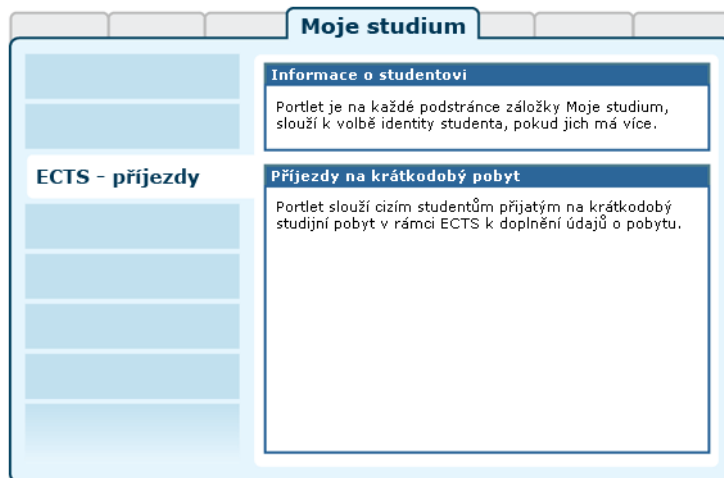 Moje studium
Informace o studentovi
Portlet je na každé podstránce záložky Moje studium,
slouží k volbě identity studenta, pokud jich má více.
ECTS - příjezdy
Příjezdy na krátkodobý pobyt
Portlet slouží cizím studentům přijatým na krátkodobý
studijní pobyt v rámci ECTS k doplnění údajů o pobytu.